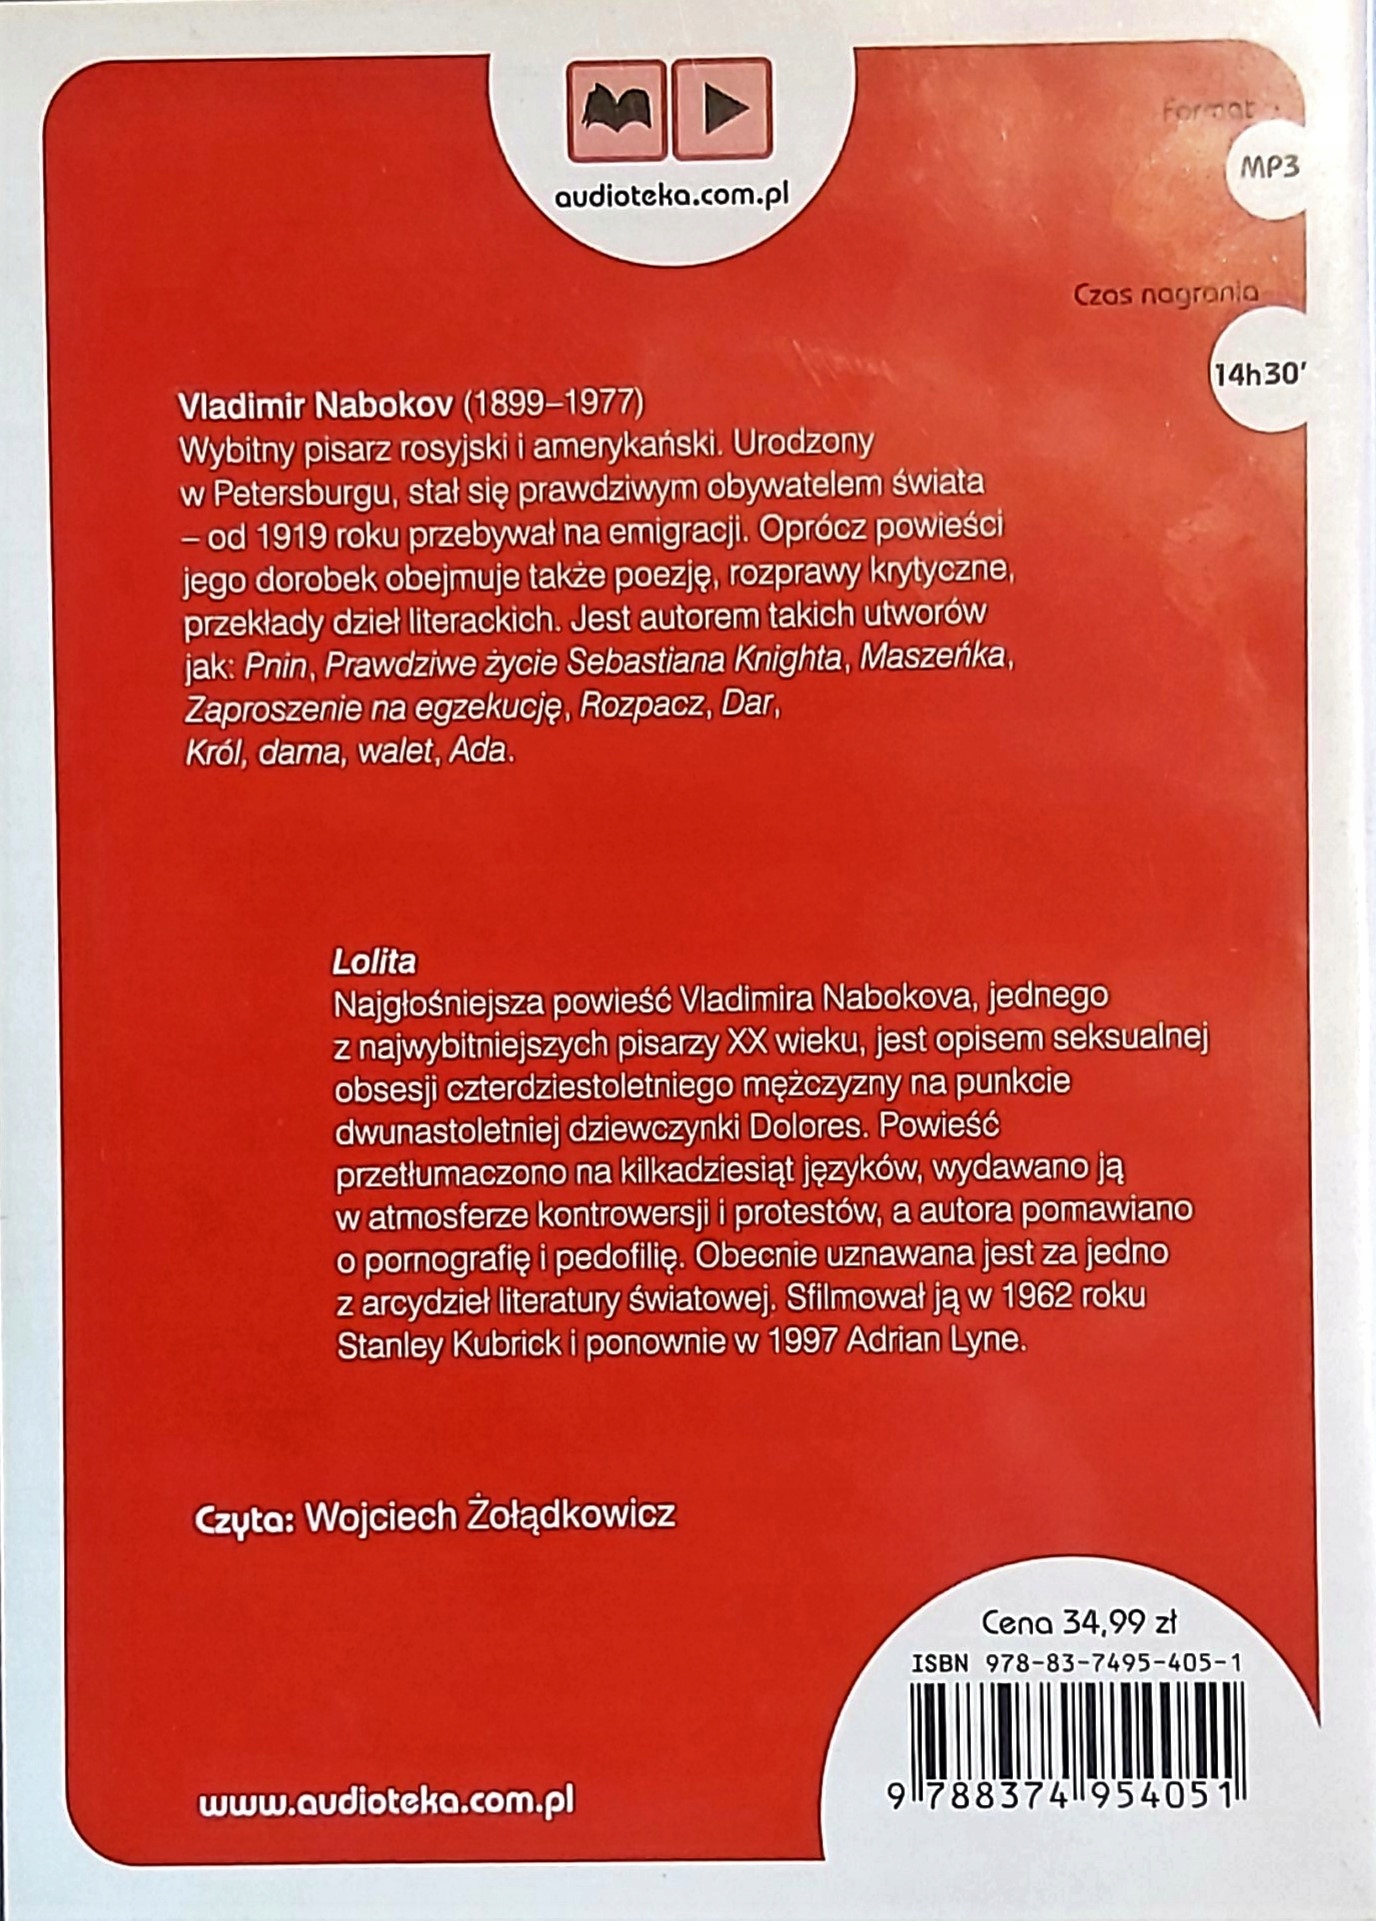 audioteka.com.pl
Format
MP3
Czas nagrania
14h30'
Vladimir Nabokov (1899–1977)
Wybitny pisarz rosyjski i amerykański. Urodzony
w Petersburgu, stał się prawdziwym obywatelem świata
– od 1919 roku przebywał na emigracji. Oprócz powieści
jego dorobek obejmuje także poezję, rozprawy krytyczne,
przekłady dzieł literackich. Jest autorem takich utworów
jak: Pnin, Prawdziwe życie Sebastiana Knighta, Maszeńka,
Zaproszenie na egzekucję, Rozpacz, Dar,
Król, dama, walet, Ada.
Lolita
Najgłośniejsza powieść Vladimira Nabokova, jednego
z najwybitniejszych pisarzy XX wieku, jest opisem seksualnej
obsesji czterdziestoletniego mężczyzny na punkcie
dwunastoletniej dziewczynki Dolores. Powieść
przetłumaczono na kilkadziesiąt języków, wydawano ją
w atmosferze kontrowersji i protestów, a autora pomawiano
o pornografię i pedofilię. Obecnie uznawana jest za jedno
z arcydzieł literatury światowej. Sfilmował ją w 1962 roku
Stanley Kubrick i ponownie w 1997 Adrian Lyne.
Czyta: Wojciech Żołądkowicz
Cena 34,99 zł
ISBN 978-83-7495-405-1
9 788374 954051
www.audioteka.com.pl